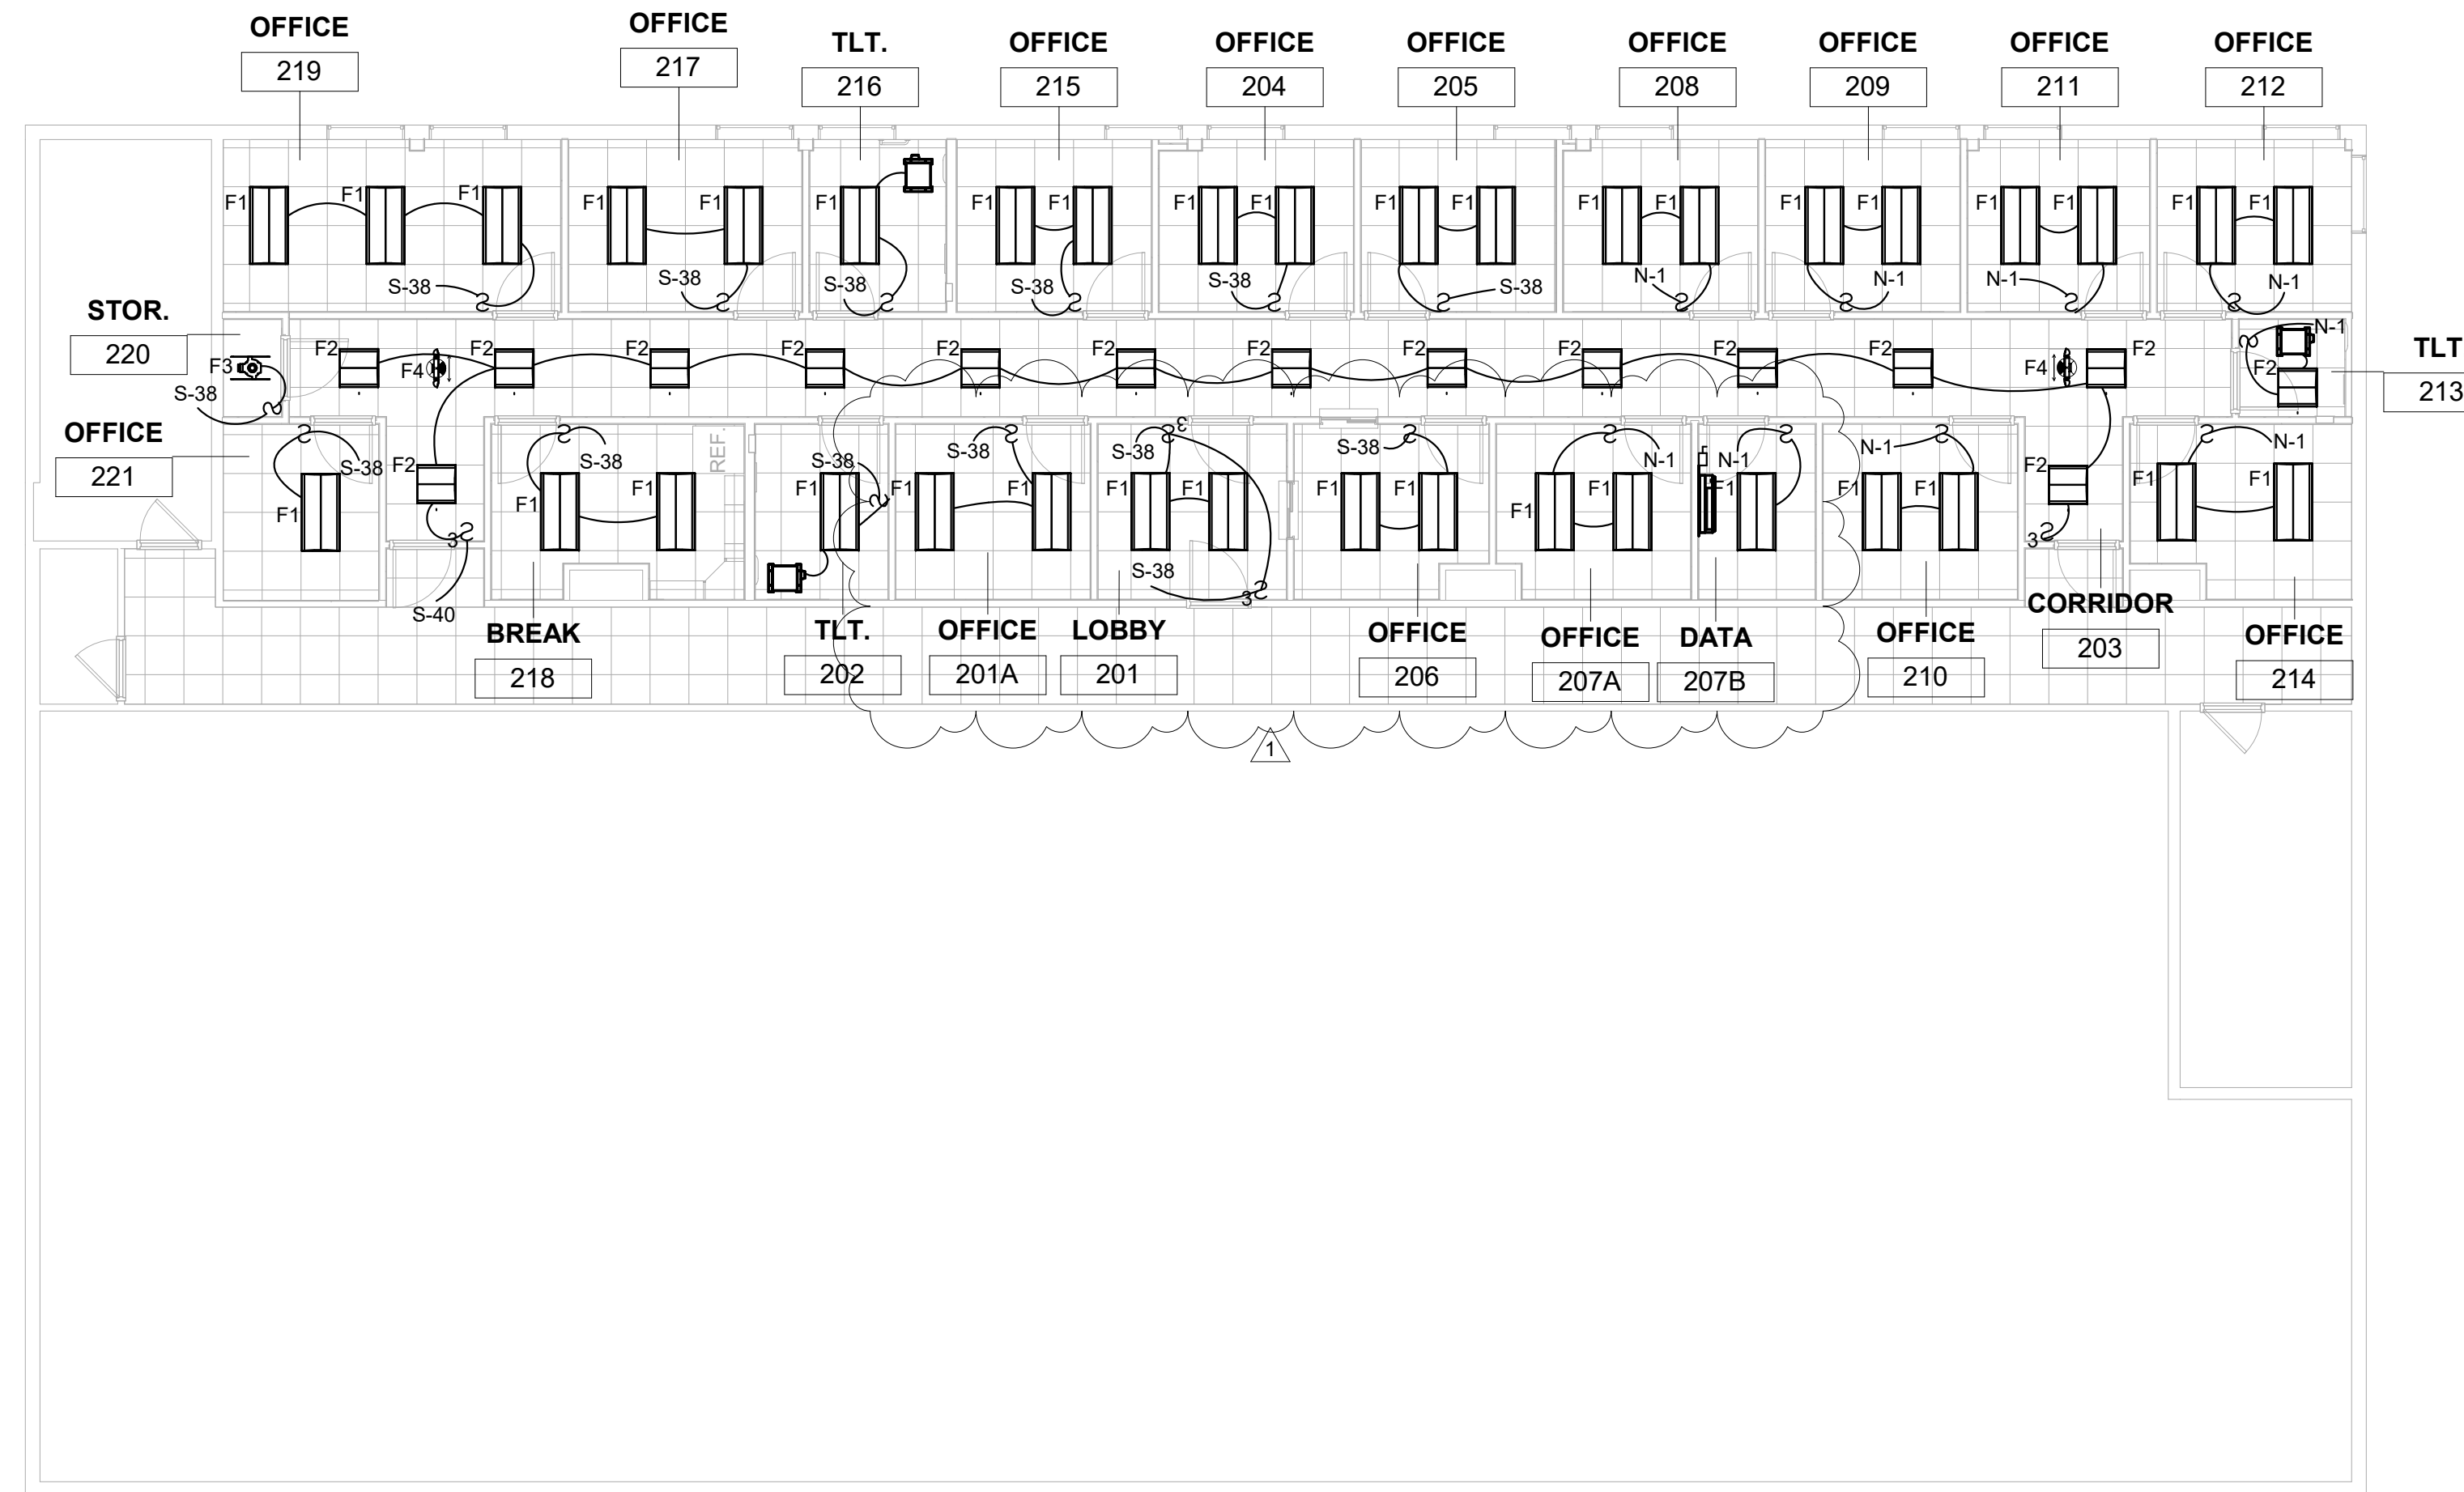 OFFICE
219
OFFICE
217
TLT.
216
OFFICE
215
OFFICE
204
OFFICE
205
OFFICE
208
OFFICE
209
OFFICE
211
OFFICE
212
F1 F1 F1
S-38
F1 F1
S-38
F1
S-38
F1 F1
S-38
F1 F1
S-38
F1 F1
S-38
F1 F1
N-1
F1 F1
N-1
F1 F1
N-1
F1 F1
N-1
STOR.
220
F3
S-38
F2 F4 F2 F2 F2 F2 F2 F2 F2 F2 F2 F2 F4 F2
N-1
F2
TLT
213
OFFICE
221
S-38
F1
F2
3
S-40
S-38
F1 F1
REF.
S-38
F1
S-38
F1 F1
3
S-38
F1 F1
S-38
3
S-38
F1 F1
N-1
F1 F1
N-1
F1
N-1
F1 F1
F2
3
N-1
F1 F1
BREAK
218
TLT.
202
OFFICE
201A
LOBBY
201
OFFICE
206
OFFICE
207A
DATA
207B
OFFICE
210
CORRIDOR
203
OFFICE
214
1